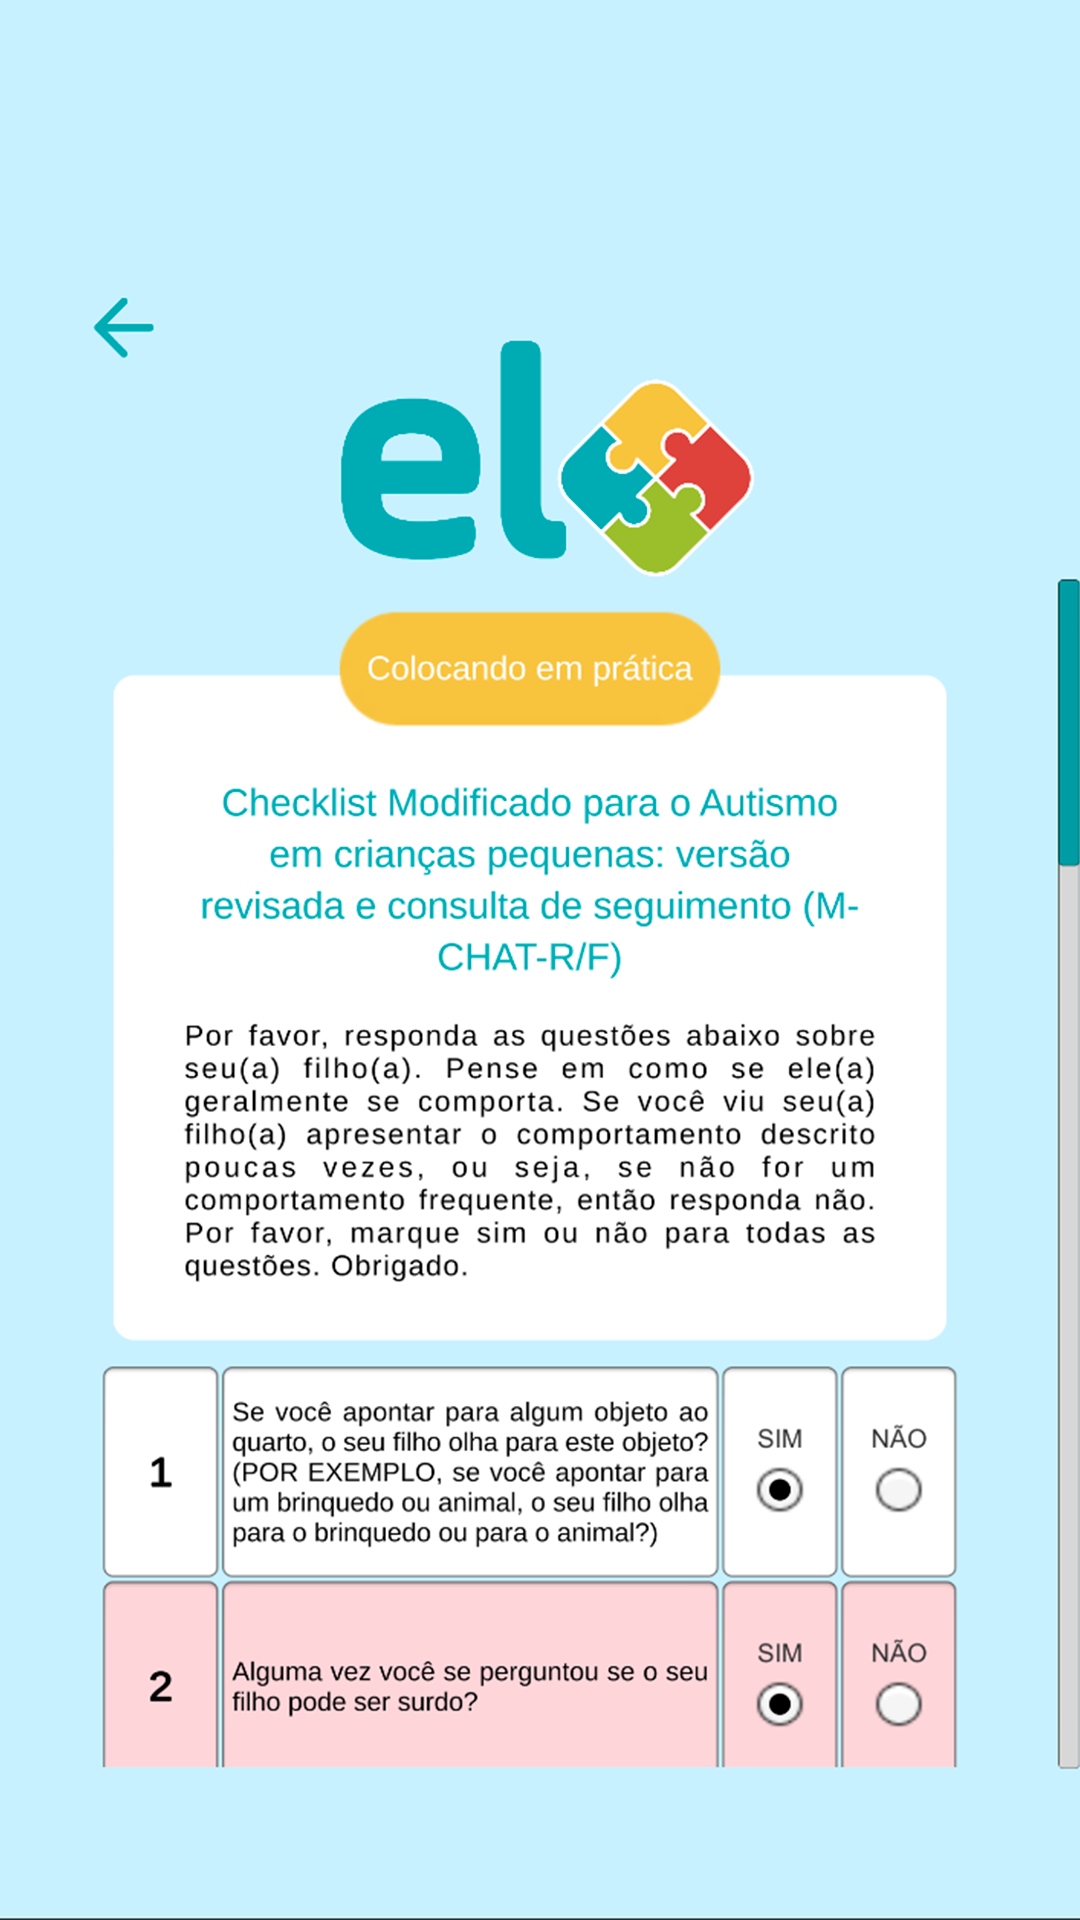 elo
Colocando em prática
Checklist Modificado para o Autismo
em crianças pequenas: versão
revisada e consulta de seguimento (M-
CHAT-R/F)
Por favor, responda as questões abaixo sobre
seu(a) filho(a). Pense em como se ele(a)
geralmente se comporta. Se você viu seu(a)
filho(a) apresentar o comportamento descrito
poucas vezes, ou seja, se não for um
comportamento frequente, então responda não.
Por favor, marque sim ou não para todas as
questões. Obrigado.
1
Se você apontar para algum objeto ao
quarto, o seu filho olha para este objeto?
(POR EXEMPLO, se você apontar para
um brinquedo ou animal, o seu filho olha
para o brinquedo ou para o animal?)
SIM
NÃO
2
Alguma vez você se perguntou se o seu
filho pode ser surdo?
SIM
NÃO